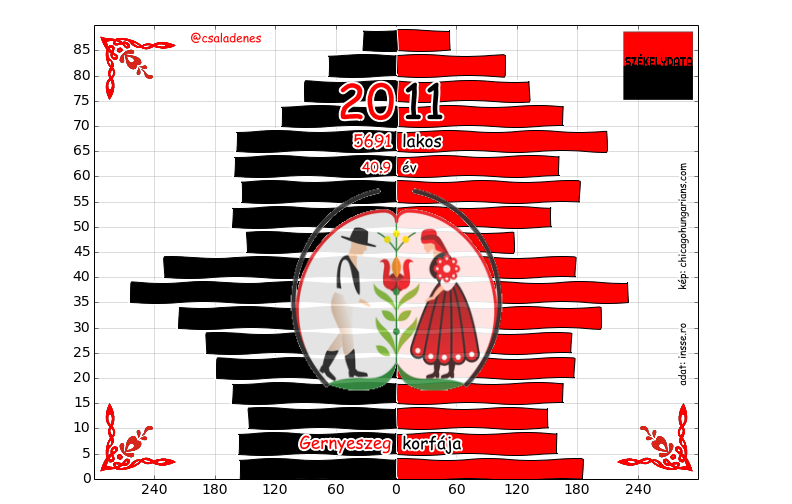 @csaladenes
SZÉKELYDATA
2011
5691 lakos
40.9 év
Gernyeszeg korfája
kép: chicagohungarians.com
adat: insse.ro
85
80
75
70
65
60
55
50
45
40
35
30
25
20
15
10
5
0
240 180 120 60 0 60 120 180 240